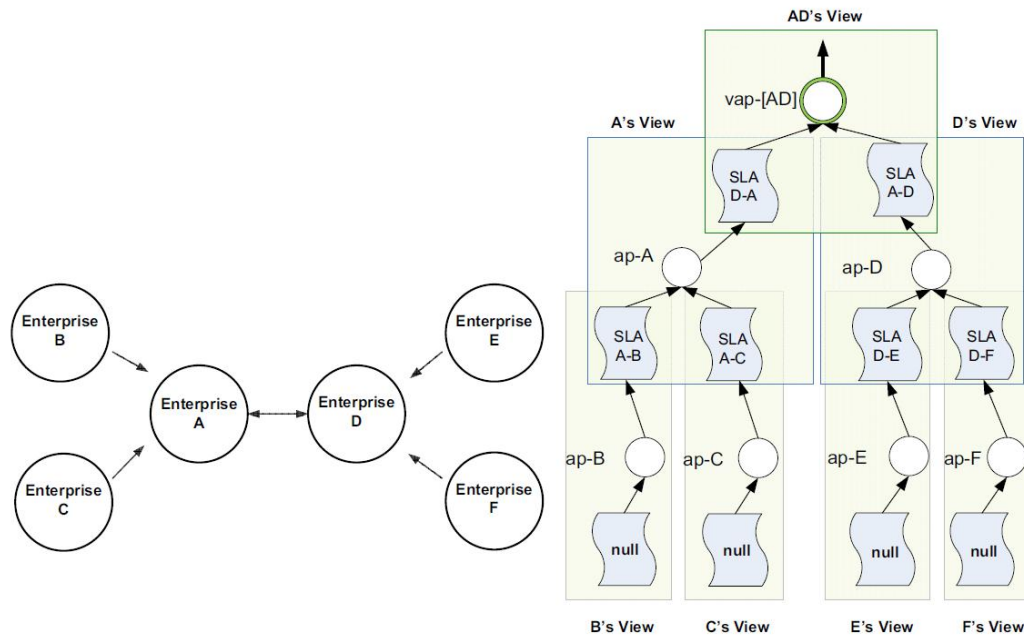 AD's View
vap-[AD]
A's View
D's View
SLA
D-A
SLA
A-D
ap-A
ap-D
Enterprise
B
Enterprise
E
SLA
A-B
SLA
A-C
SLA
D-E
SLA
D-F
Enterprise
A
Enterprise
D
ap-B
ap-C
ap-E
ap-F
Enterprise
C
Enterprise
F
null
null
null
null
B's View
C's View
E's View
F's View